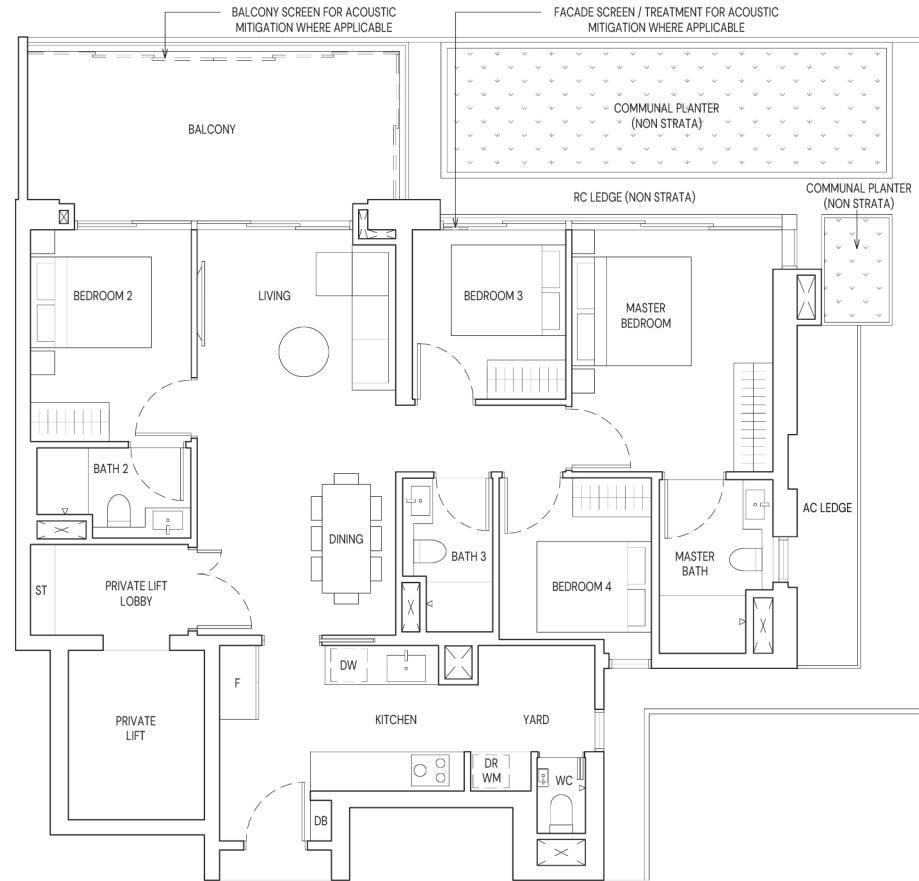 BALCONY SCREEN FOR ACOUSTIC
MITIGATION WHERE APPLICABLE
FACADE SCREEN / TREATMENT FOR ACOUSTIC
MITIGATION WHERE APPLICABLE
BALCONY
COMMUNAL PLANTER
(NON STRATA)
RC LEDGE (NON STRATA)
COMMUNAL PLANTER
(NON STRATA)
BEDROOM 2
LIVING
BEDROOM 3
MASTER
BEDROOM
BATH 2
AC LEDGE
DINING
BATH 3
MASTER
BATH
ST
PRIVATE LIFT
LOBBY
BEDROOM 4
DW
F
PRIVATE
LIFT
KITCHEN
YARD
DR
WM
WC
DB